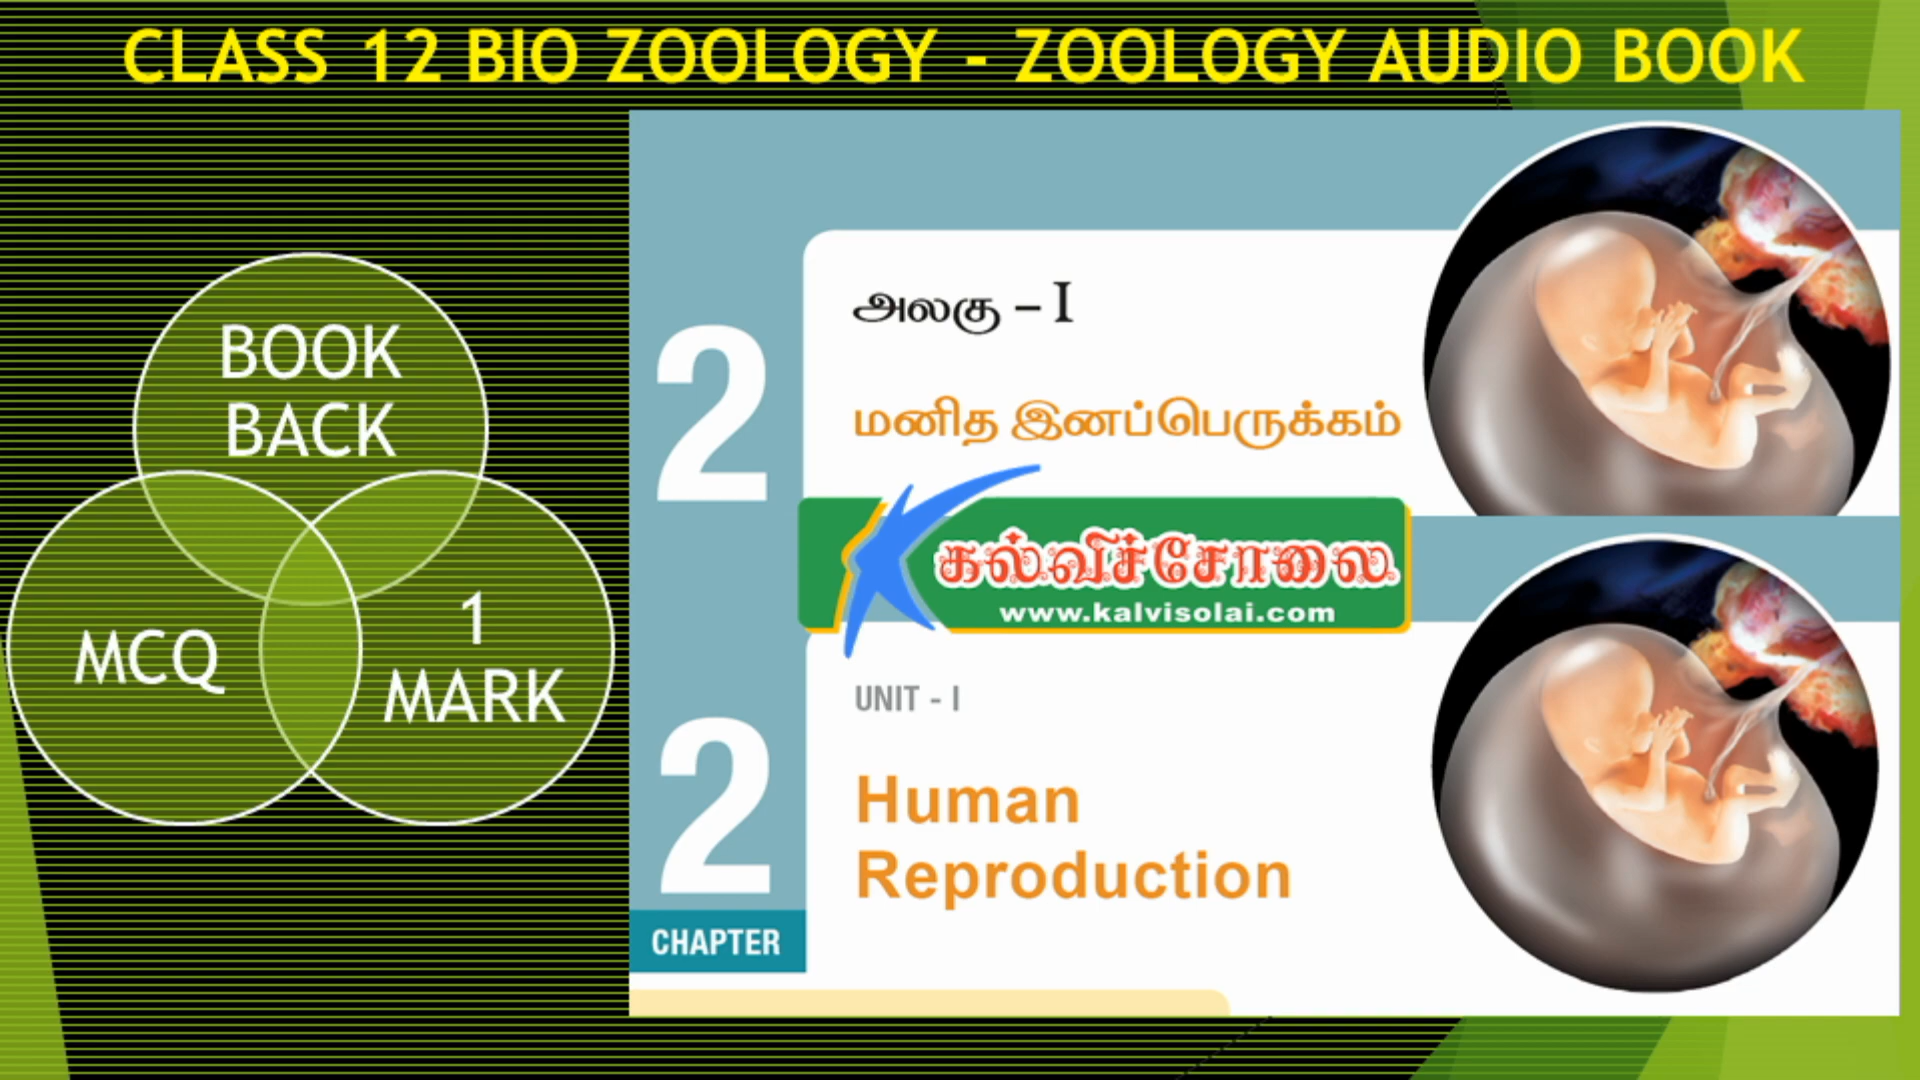 CLASS 12 BIO ZOOLOGY - ZOOLOGY AUDIO BOOK
BOOK
BACK
MCQ
1
MARK
2
அலகு – I
மனித இனப்பெருக்கம்
கல்விச்சோலை
www.kalvisolai.com
2
CHAPTER
UNIT - I
Human
Reproduction